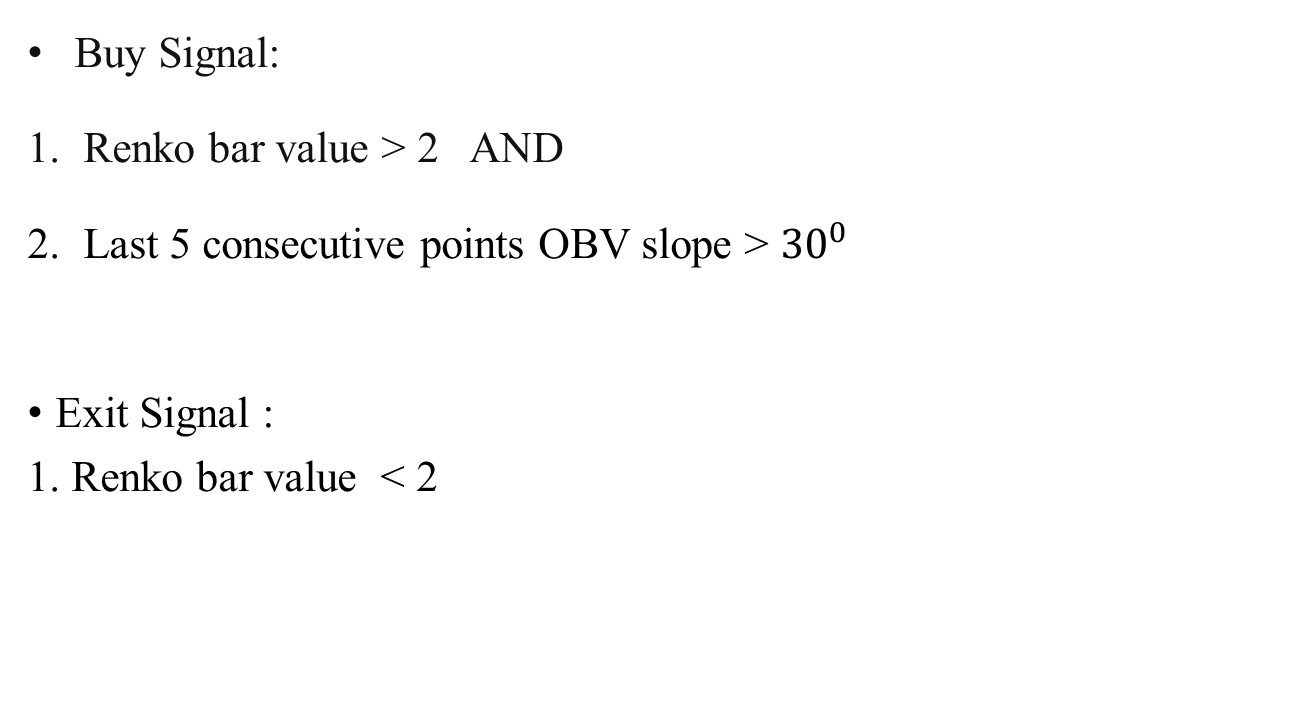 • Buy Signal:
1. Renko bar value > 2 AND
2. Last 5 consecutive points OBV slope > 30⁰
• Exit Signal :
1. Renko bar value < 2